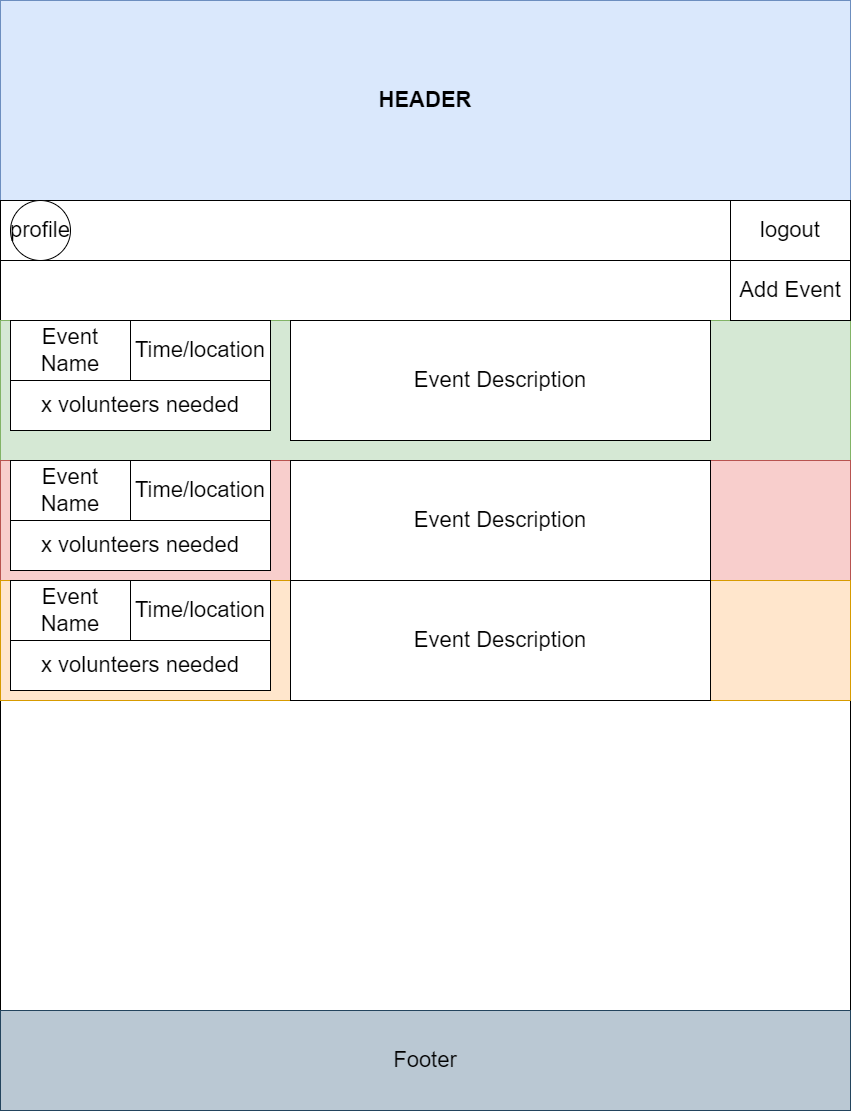 HEADER
profile
logout
Add Event
Event
Name
Time/location
x volunteers needed
Event Description
Event
Name
Time/location
x volunteers needed
Event Description
Event
Name
Time/location
x volunteers needed
Event Description
Footer